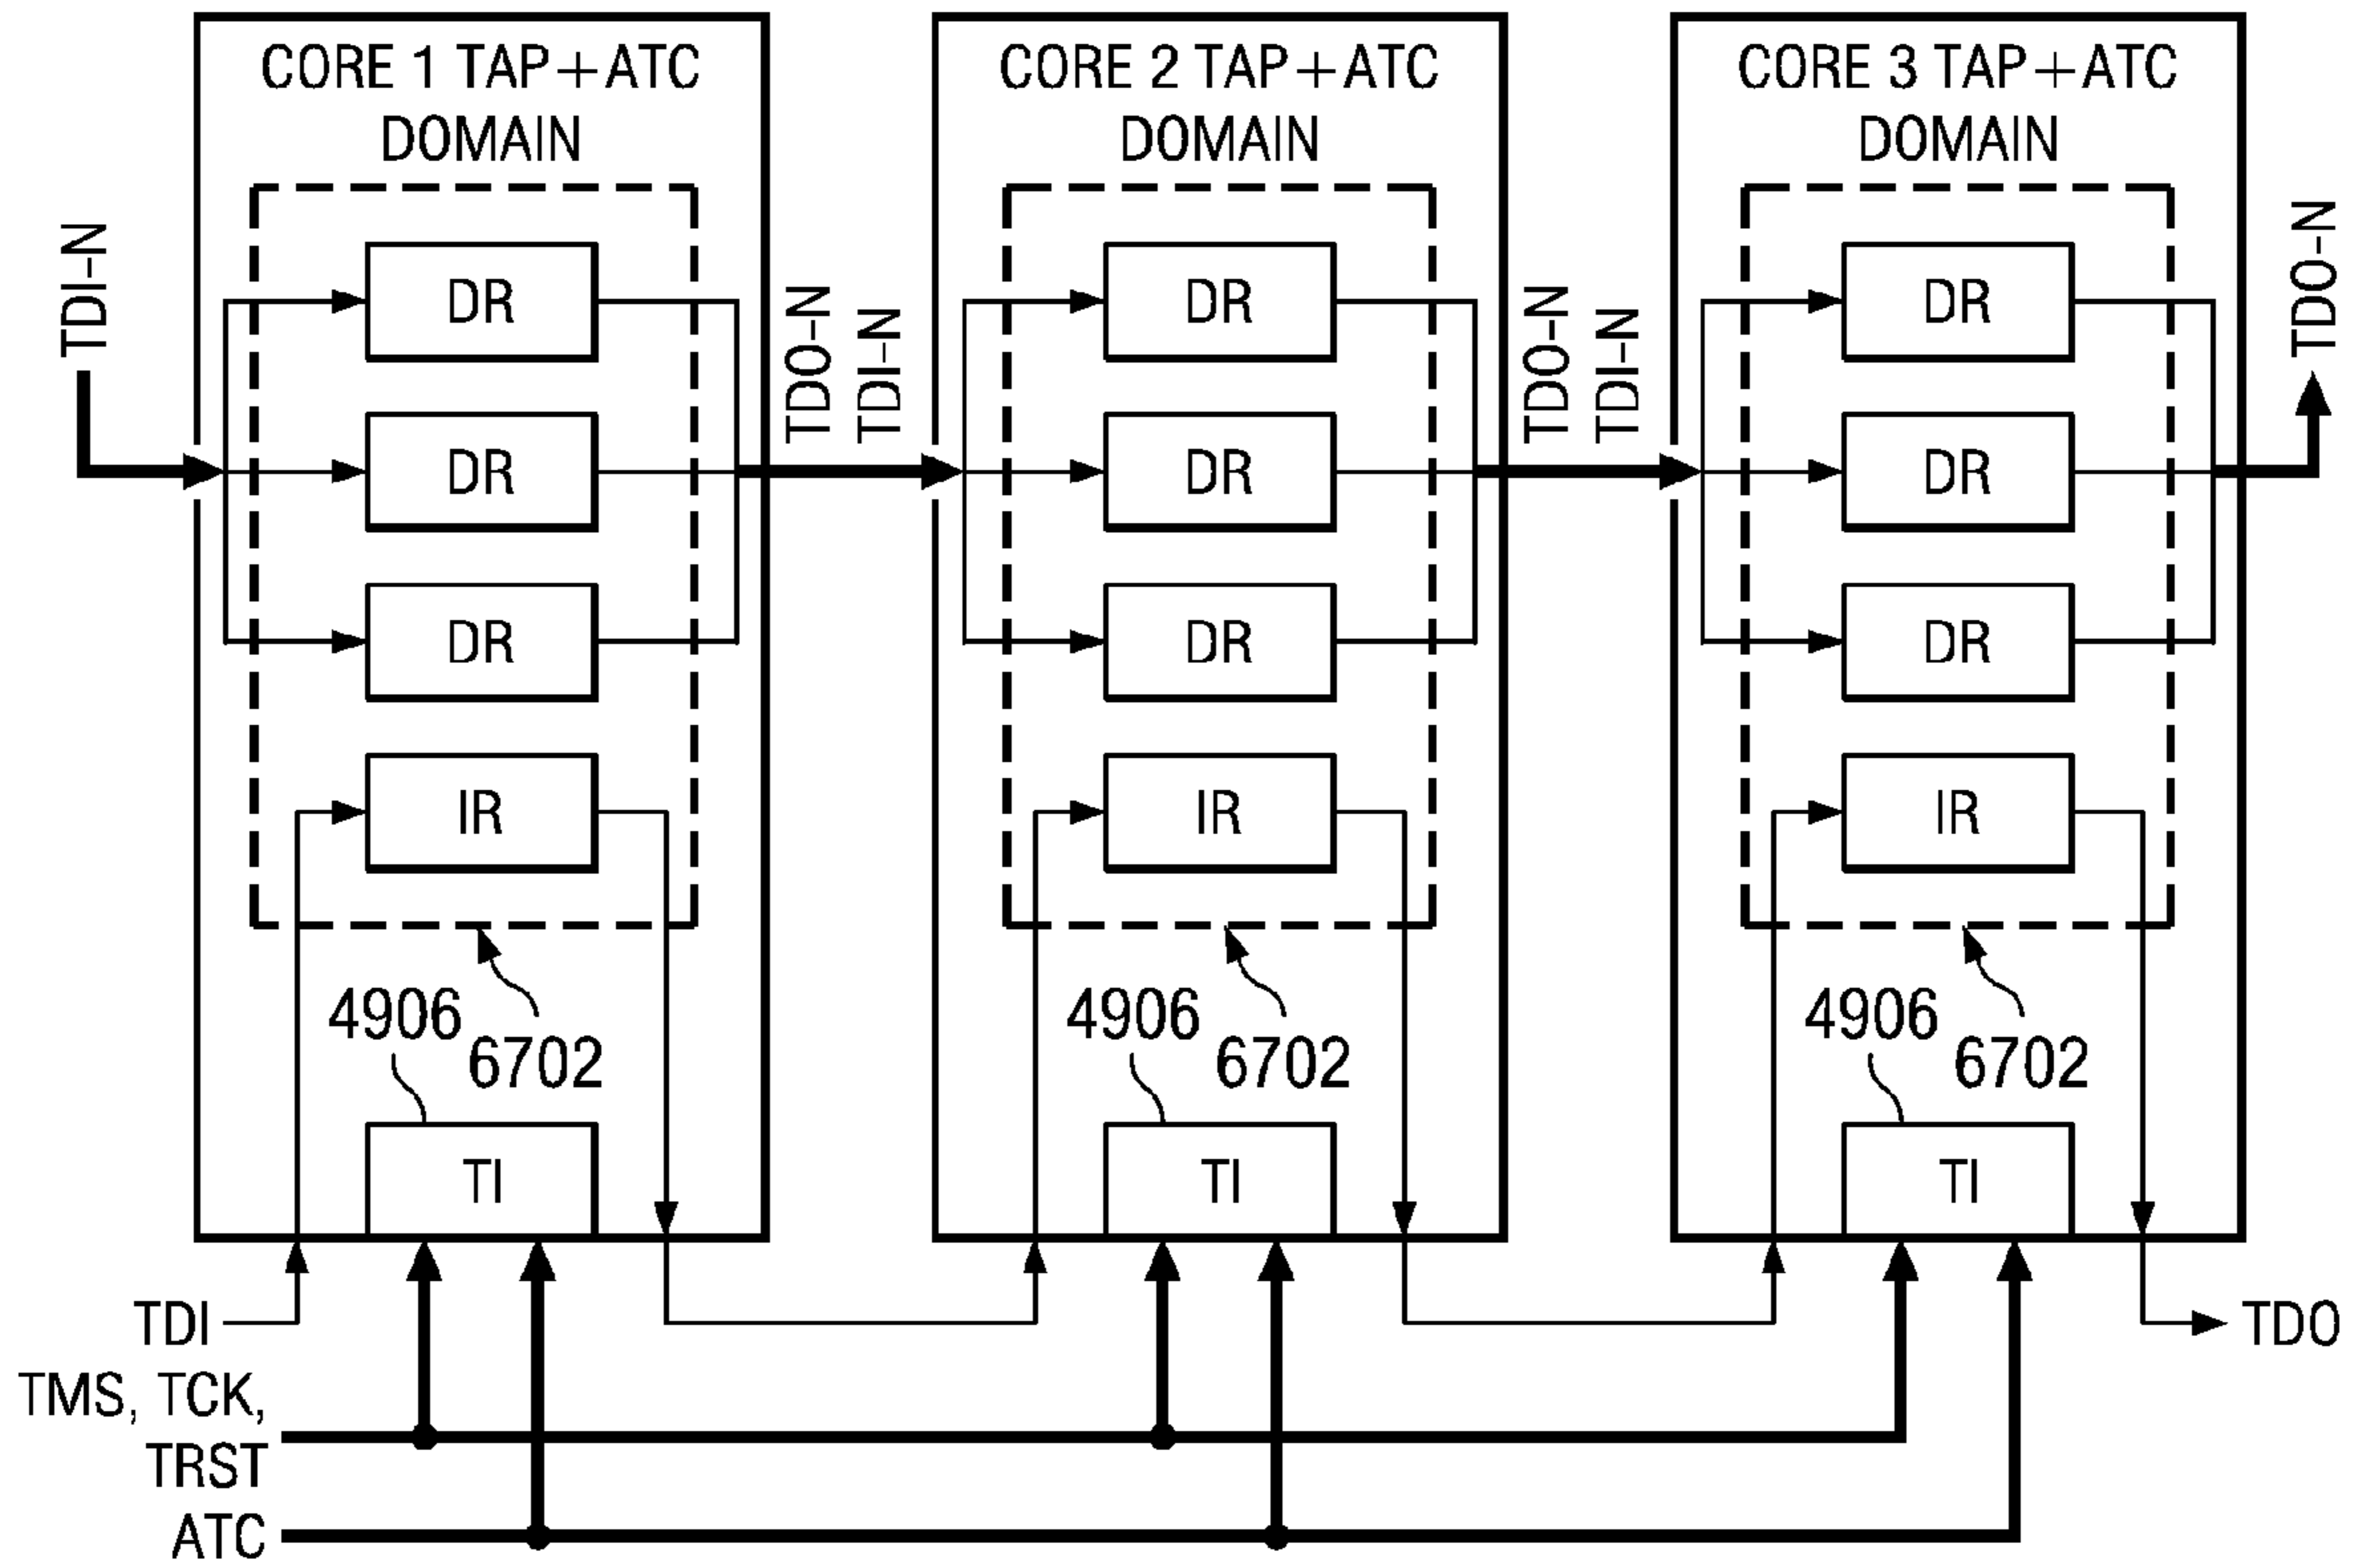 CORE 1 TAP+ATC
DOMAIN
CORE 2 TAP+ATC
DOMAIN
CORE 3 TAP+ATC
DOMAIN
TDI-N
DR
DR
DR
IR
TDO-N
TDI-N
DR
DR
DR
IR
TDO-N
TDI-N
DR
DR
DR
IR
TDO-N
4906
6702
TI
4906
6702
TI
4906
6702
TI
TDI
TDO
TMS, TCK,
TRST
ATC